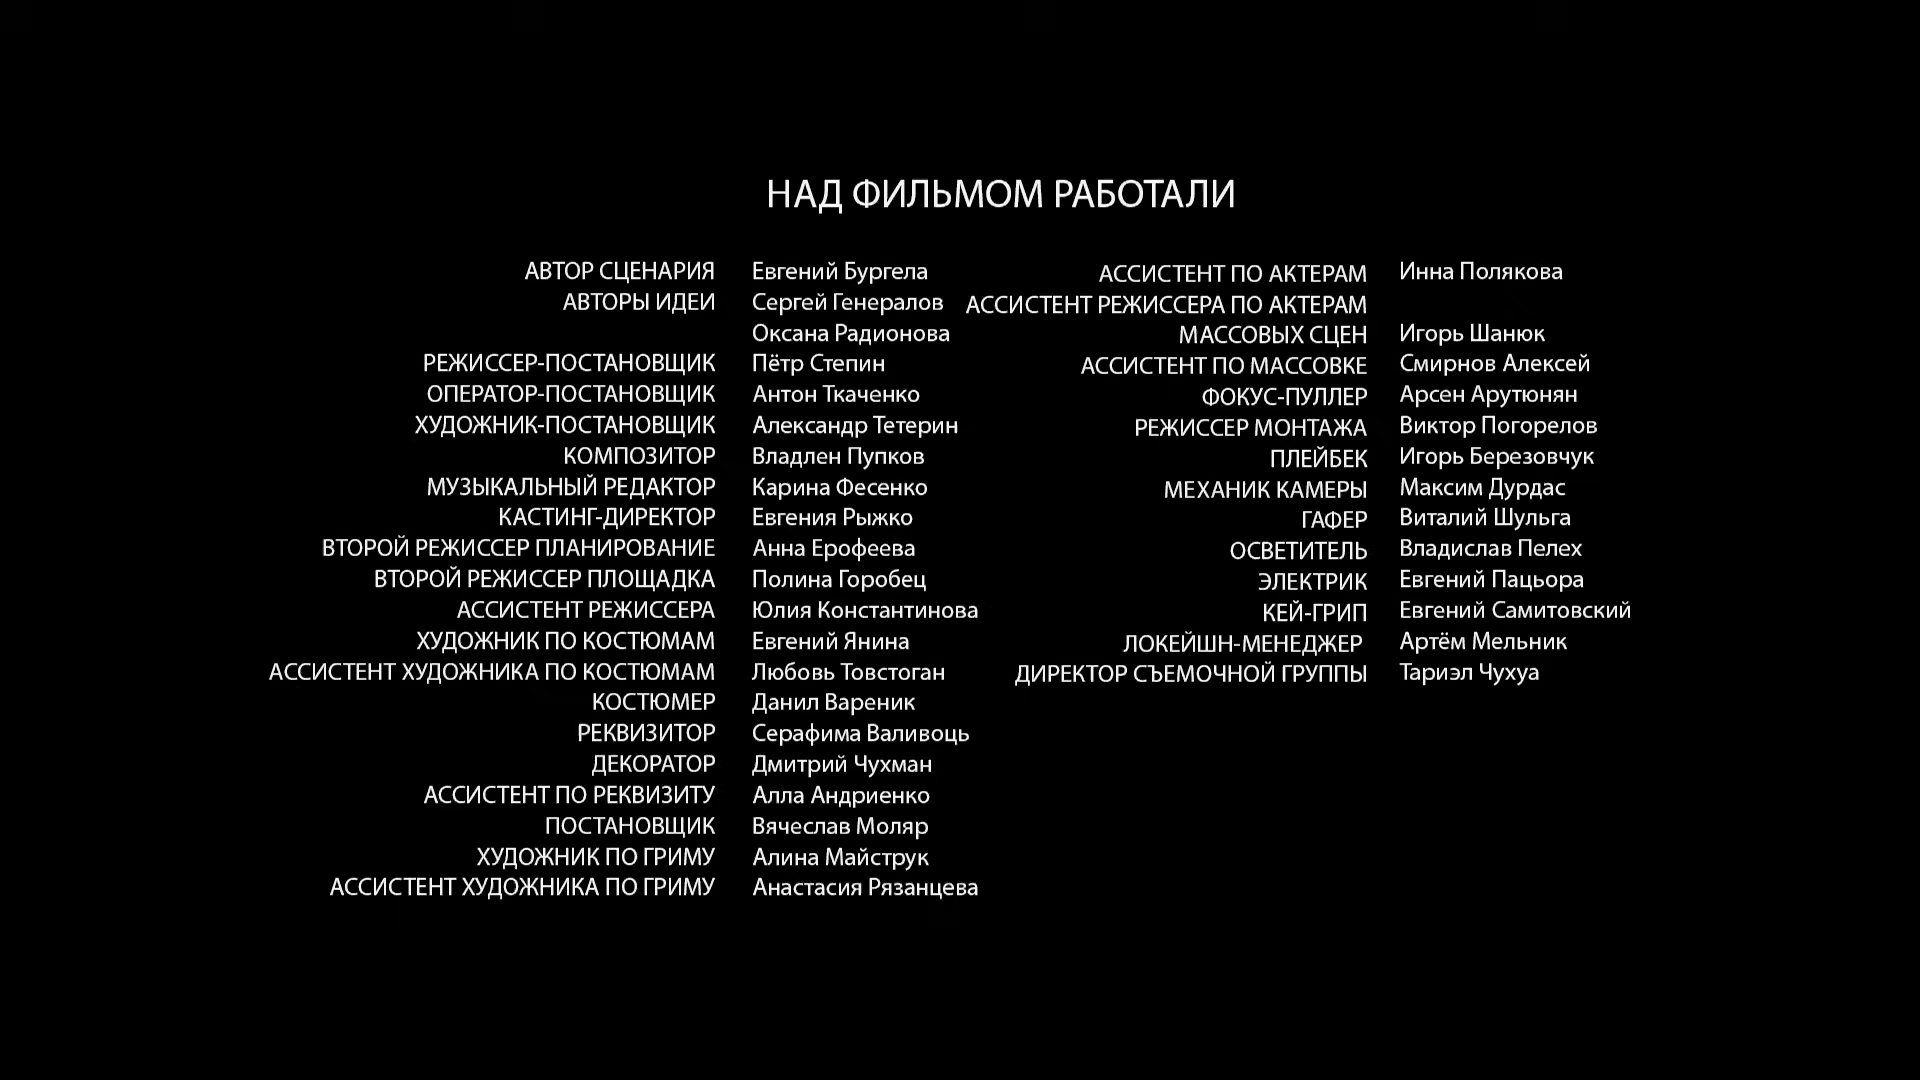 НАД ФИЛЬМОМ РАБОТАЛИ
АВТОР СЦЕНАРИЯ Евгений Бургела
АВТОРЫ ИДЕИ Сергей Генералов
Оксана Радионова
РЕЖИССЕР-ПОСТАНОВЩИК Пётр Степин
ОПЕРАТОР-ПОСТАНОВЩИК Антон Ткаченко
ХУДОЖНИК-ПОСТАНОВЩИК Александр Тетерин
КОМПОЗИТОР Владлен Пупков
МУЗЫКАЛЬНЫЙ РЕДАКТОР Карина Фесенко
КАСТИНГ-ДИРЕКТОР Евгения Рыжко
ВТОРОЙ РЕЖИССЕР ПЛАНИРОВАНИЕ Анна Ерофеева
ВТОРОЙ РЕЖИССЕР ПЛОЩАДКА Полина Горобец
АССИСТЕНТ РЕЖИССЕРА Юлия Константинова
ХУДОЖНИК ПО КОСТЮМАМ Евгений Янина
АССИСТЕНТ ХУДОЖНИКА ПО КОСТЮМАМ Любовь Товстоган
КОСТЮМЕР Данил Вареник
РЕКВИЗИТОР Серафима Валивоць
ДЕКОРАТОР Дмитрий Чухман
АССИСТЕНТ ПО РЕКВИЗИТУ Алла Андриенко
ПОСТАНОВЩИК Вячеслав Моляр
ХУДОЖНИК ПО ГРИМУ Алина Майструк
АССИСТЕНТ ХУДОЖНИКА ПО ГРИМУ Анастасия Рязанцева
АССИСТЕНТ ПО АКТЕРАМ Инна Полякова
АССИСТЕНТ РЕЖИССЕРА ПО АКТЕРАМ
МАССОВЫХ СЦЕН Игорь Шанюк
АССИСТЕНТ ПО МАССОВКЕ Смирнов Алексей
ФОКУС-ПУЛЛЕР Арсен Арутюнян
РЕЖИССЕР МОНТАЖА Виктор Погорелов
ПЛЕЙБЕК Игорь Березовчук
МЕХАНИК КАМЕРЫ Максим Дурдас
ГАФЕР Виталий Шульга
ОСВЕТИТЕЛЬ Владислав Пелех
ЭЛЕКТРИК Евгений Пацьора
КЕЙ-ГРИП Евгений Самитовский
ЛОКЕЙШН-МЕНЕДЖЕР Артём Мельник
ДИРЕКТОР СЪЕМОЧНОЙ ГРУППЫ Тариэл Чухуа